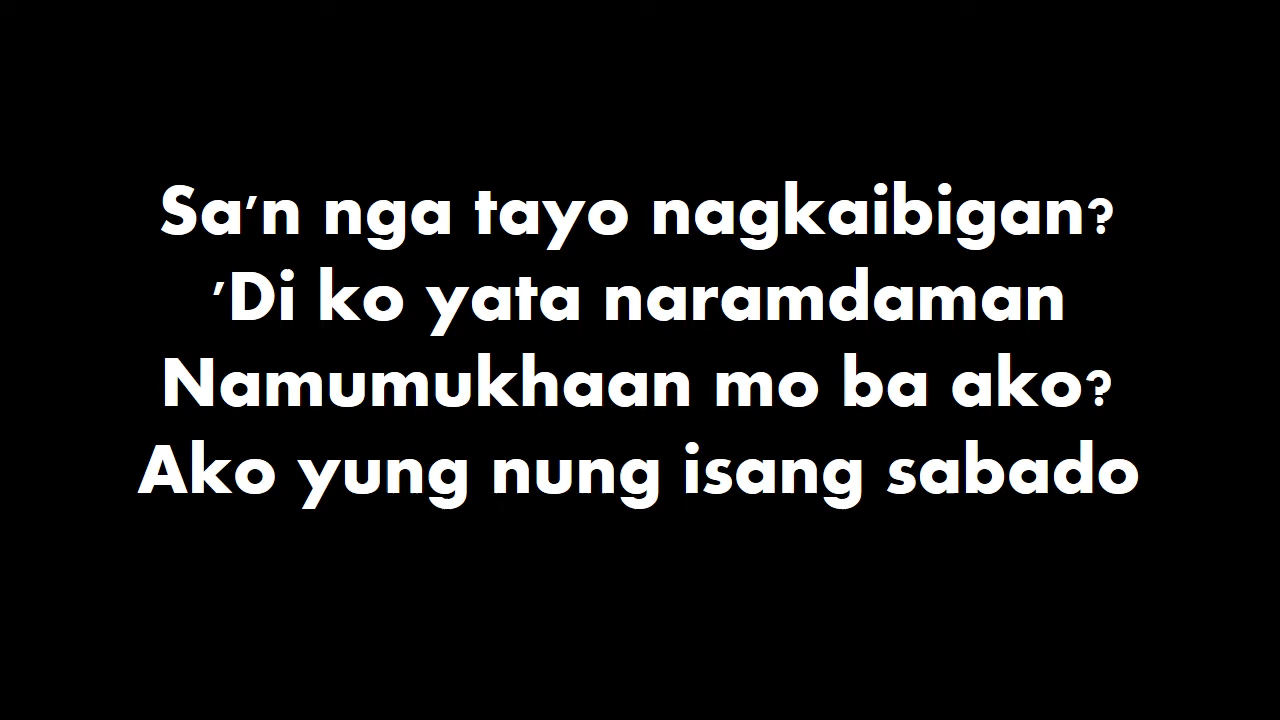 Sa'n nga tayo nagkaibigan?
'Di ko yata naramdaman
Namumukhaan mo ba ako?
Ako yung nung isang sabado